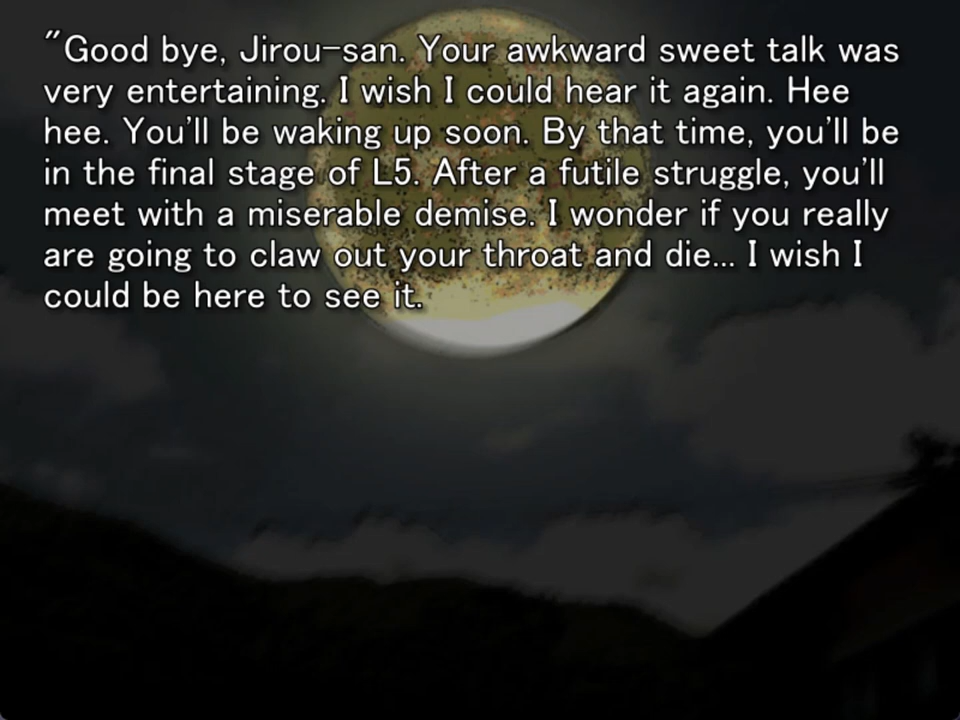 "Good bye, Jirou-san. Your awkward sweet talk was
very entertaining. I wish I could hear it again. Hee
hee. You'll be waking up soon. By that time, you'll be
in the final stage of L5. After a futile struggle, you'll
meet with a miserable demise. I wonder if you really
are going to claw out your throat and die... I wish I
could be here to see it.